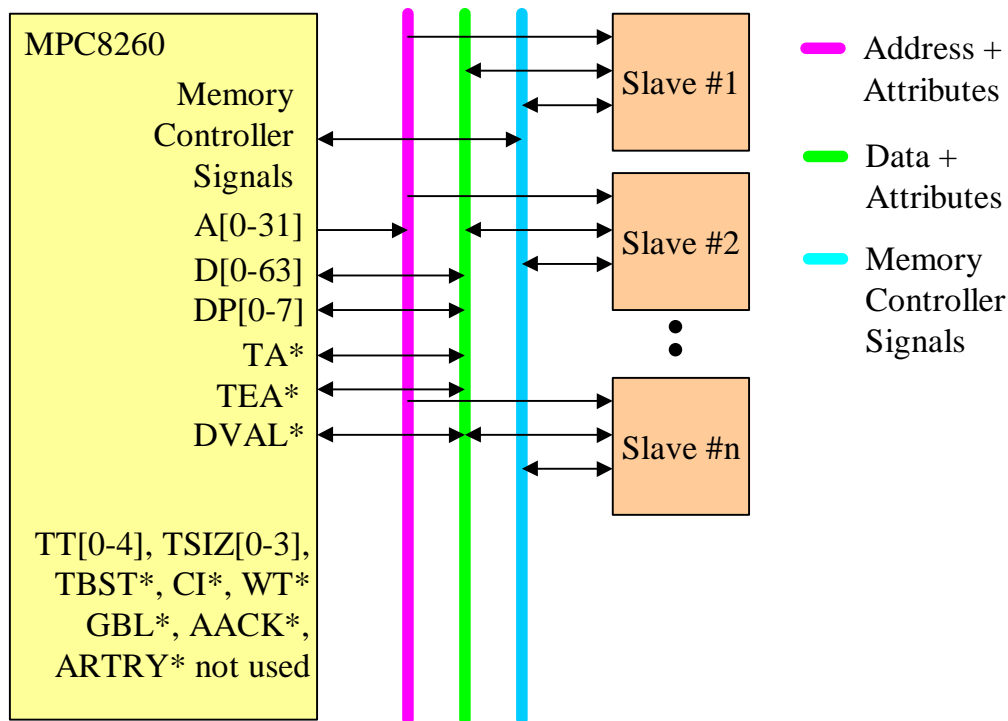 MPC8260
Memory
Controller
Signals
A[0-31]
D[0-63]
DP[0-7]
TA*
TEA*
DVAL*
TT[0-4], TSIZ[0-3],
TBST*, CI*, WT*
GBL*, AACK*,
ARTRY* not used
Slave #1
Slave #2
Slave #n
Address +
Attributes
Data +
Attributes
Memory
Controller
Signals